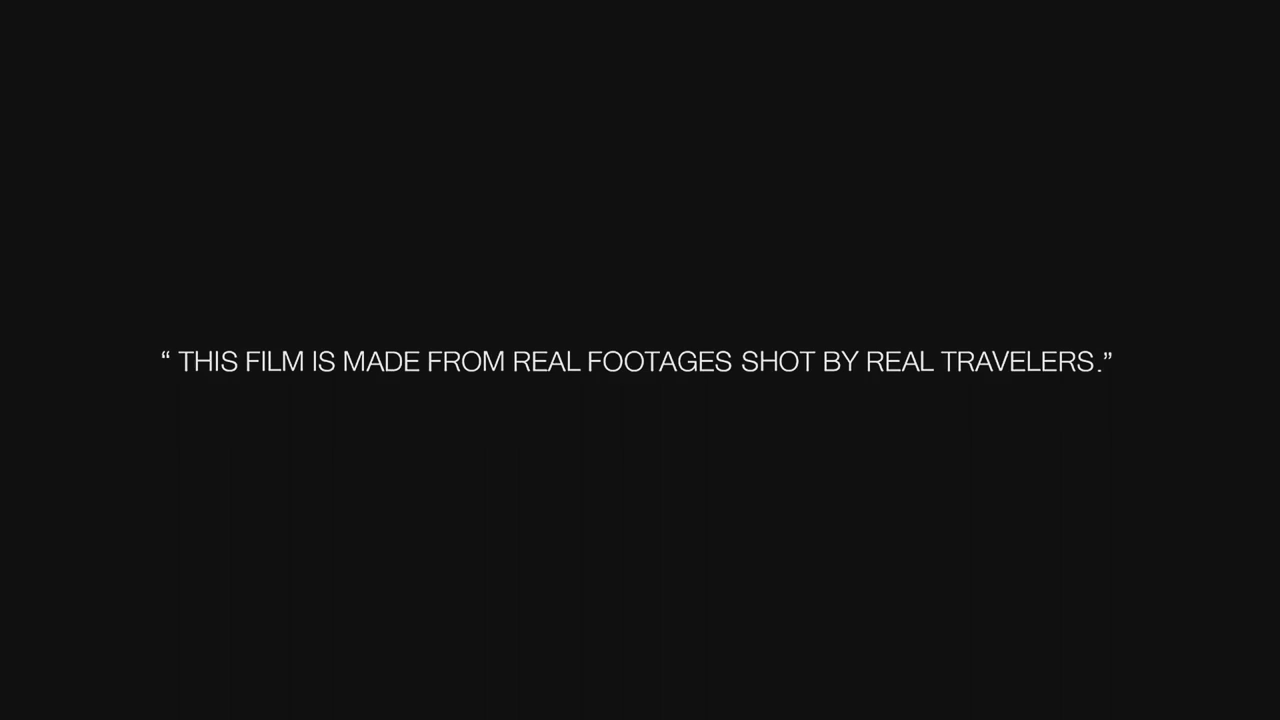 “ THIS FILM IS MADE FROM REAL FOOTAGES SHOT BY REAL TRAVELERS.”